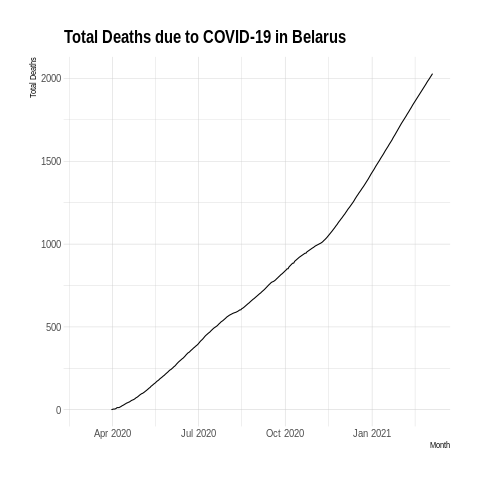 Total Deaths due to COVID-19 in Belarus
Total Deaths
2000
1500
1000
500
0
Apr 2020
Jul 2020
Oct 2020
Jan 2021
Month